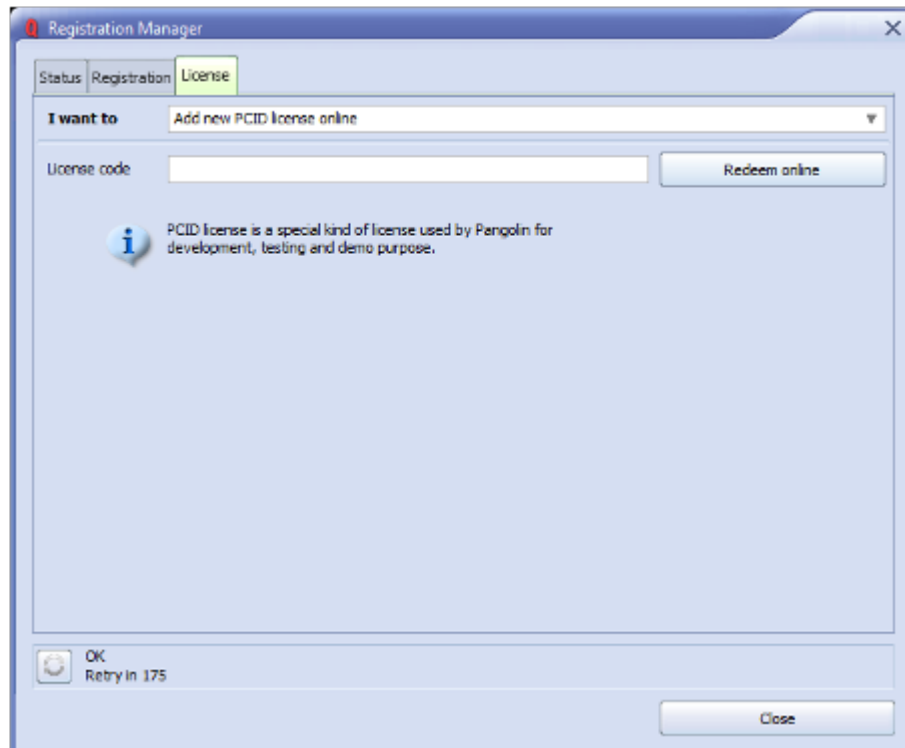 Registration Manager
Status Registration License
I want to Add new PCID license online
License code Redeem online
PCID license is a special kind of license used by Pangolin for
development, testing and demo purpose.
OK
Retry in 175
Close